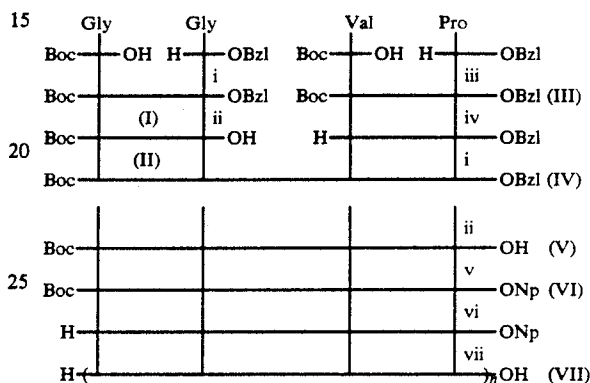 15 Gly Gly Val Pro
Boc OH H OBzl Boc OH H OBzl
i iii
Boc OBzl Boc OBzl (III)
(I) ii iv
Boc OH H OBzl
20 (II) i
Boc OBzl (IV)
ii
Boc OH (V)
25 v
Boc ONp (VI)
vi
H ONp
vii
H ( )n OH (VII)